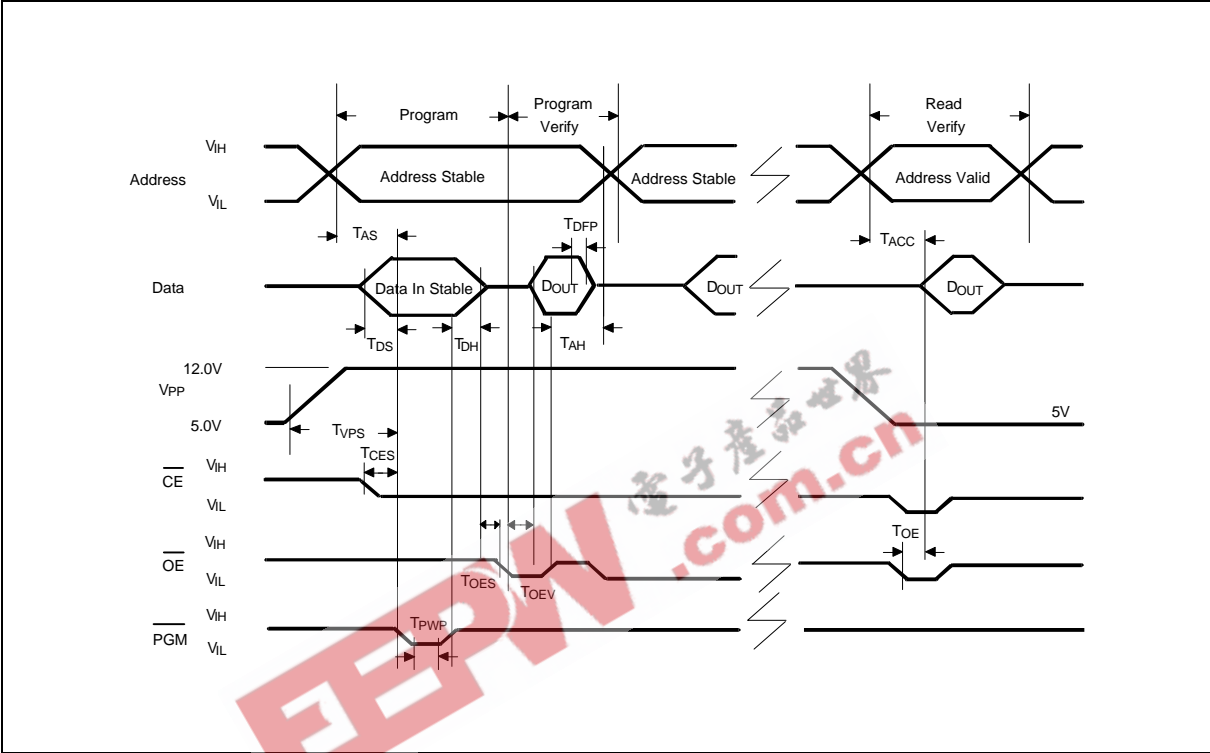 Program
Program
Verify
Read
Verify
VIH
Address
VIL
Address Stable
Address Stable
Address Valid
TAS
TDFP
TACC
Data
Data In Stable
DOUT
DOUT
DOUT
TDS
TDH
TAH
12.0V
VPP
5.0V
5V
TVPS
TCES
VIH
CE
VIL
VIH
OE
VIL
TOES
TOEV
TOE
VIH
PGM
VIL
TPWP
EEPW
.com.cn
電子產品世界